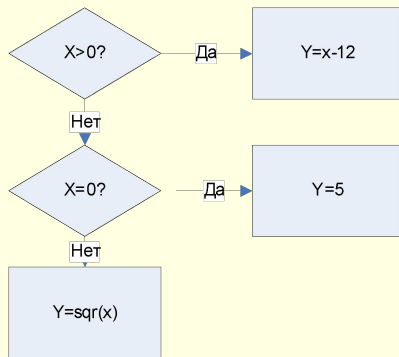 X>0?
Да
Y=x-12
Нет
X=0?
Да
Y=5
Нет
Y=sqr(x)